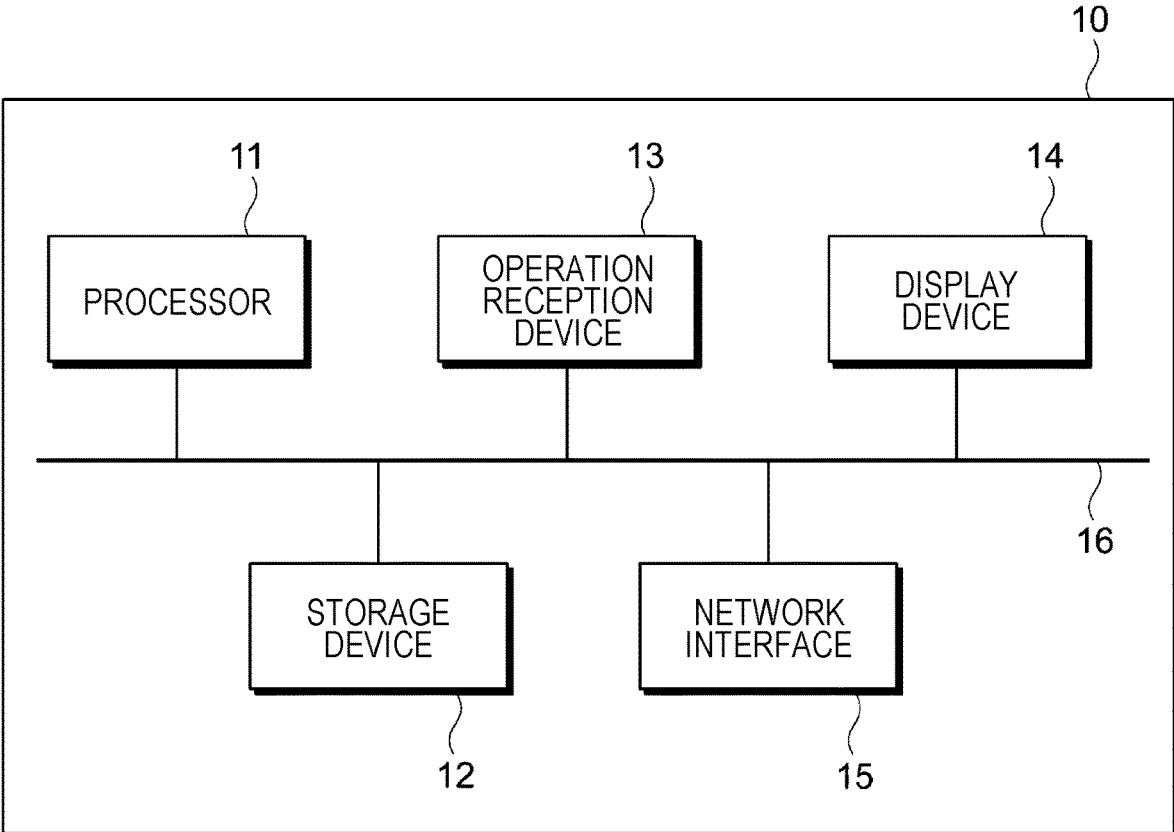 10
11
13
14
PROCESSOR
OPERATION
RECEPTION
DEVICE
DISPLAY
DEVICE
16
STORAGE
DEVICE
NETWORK
INTERFACE
12
15